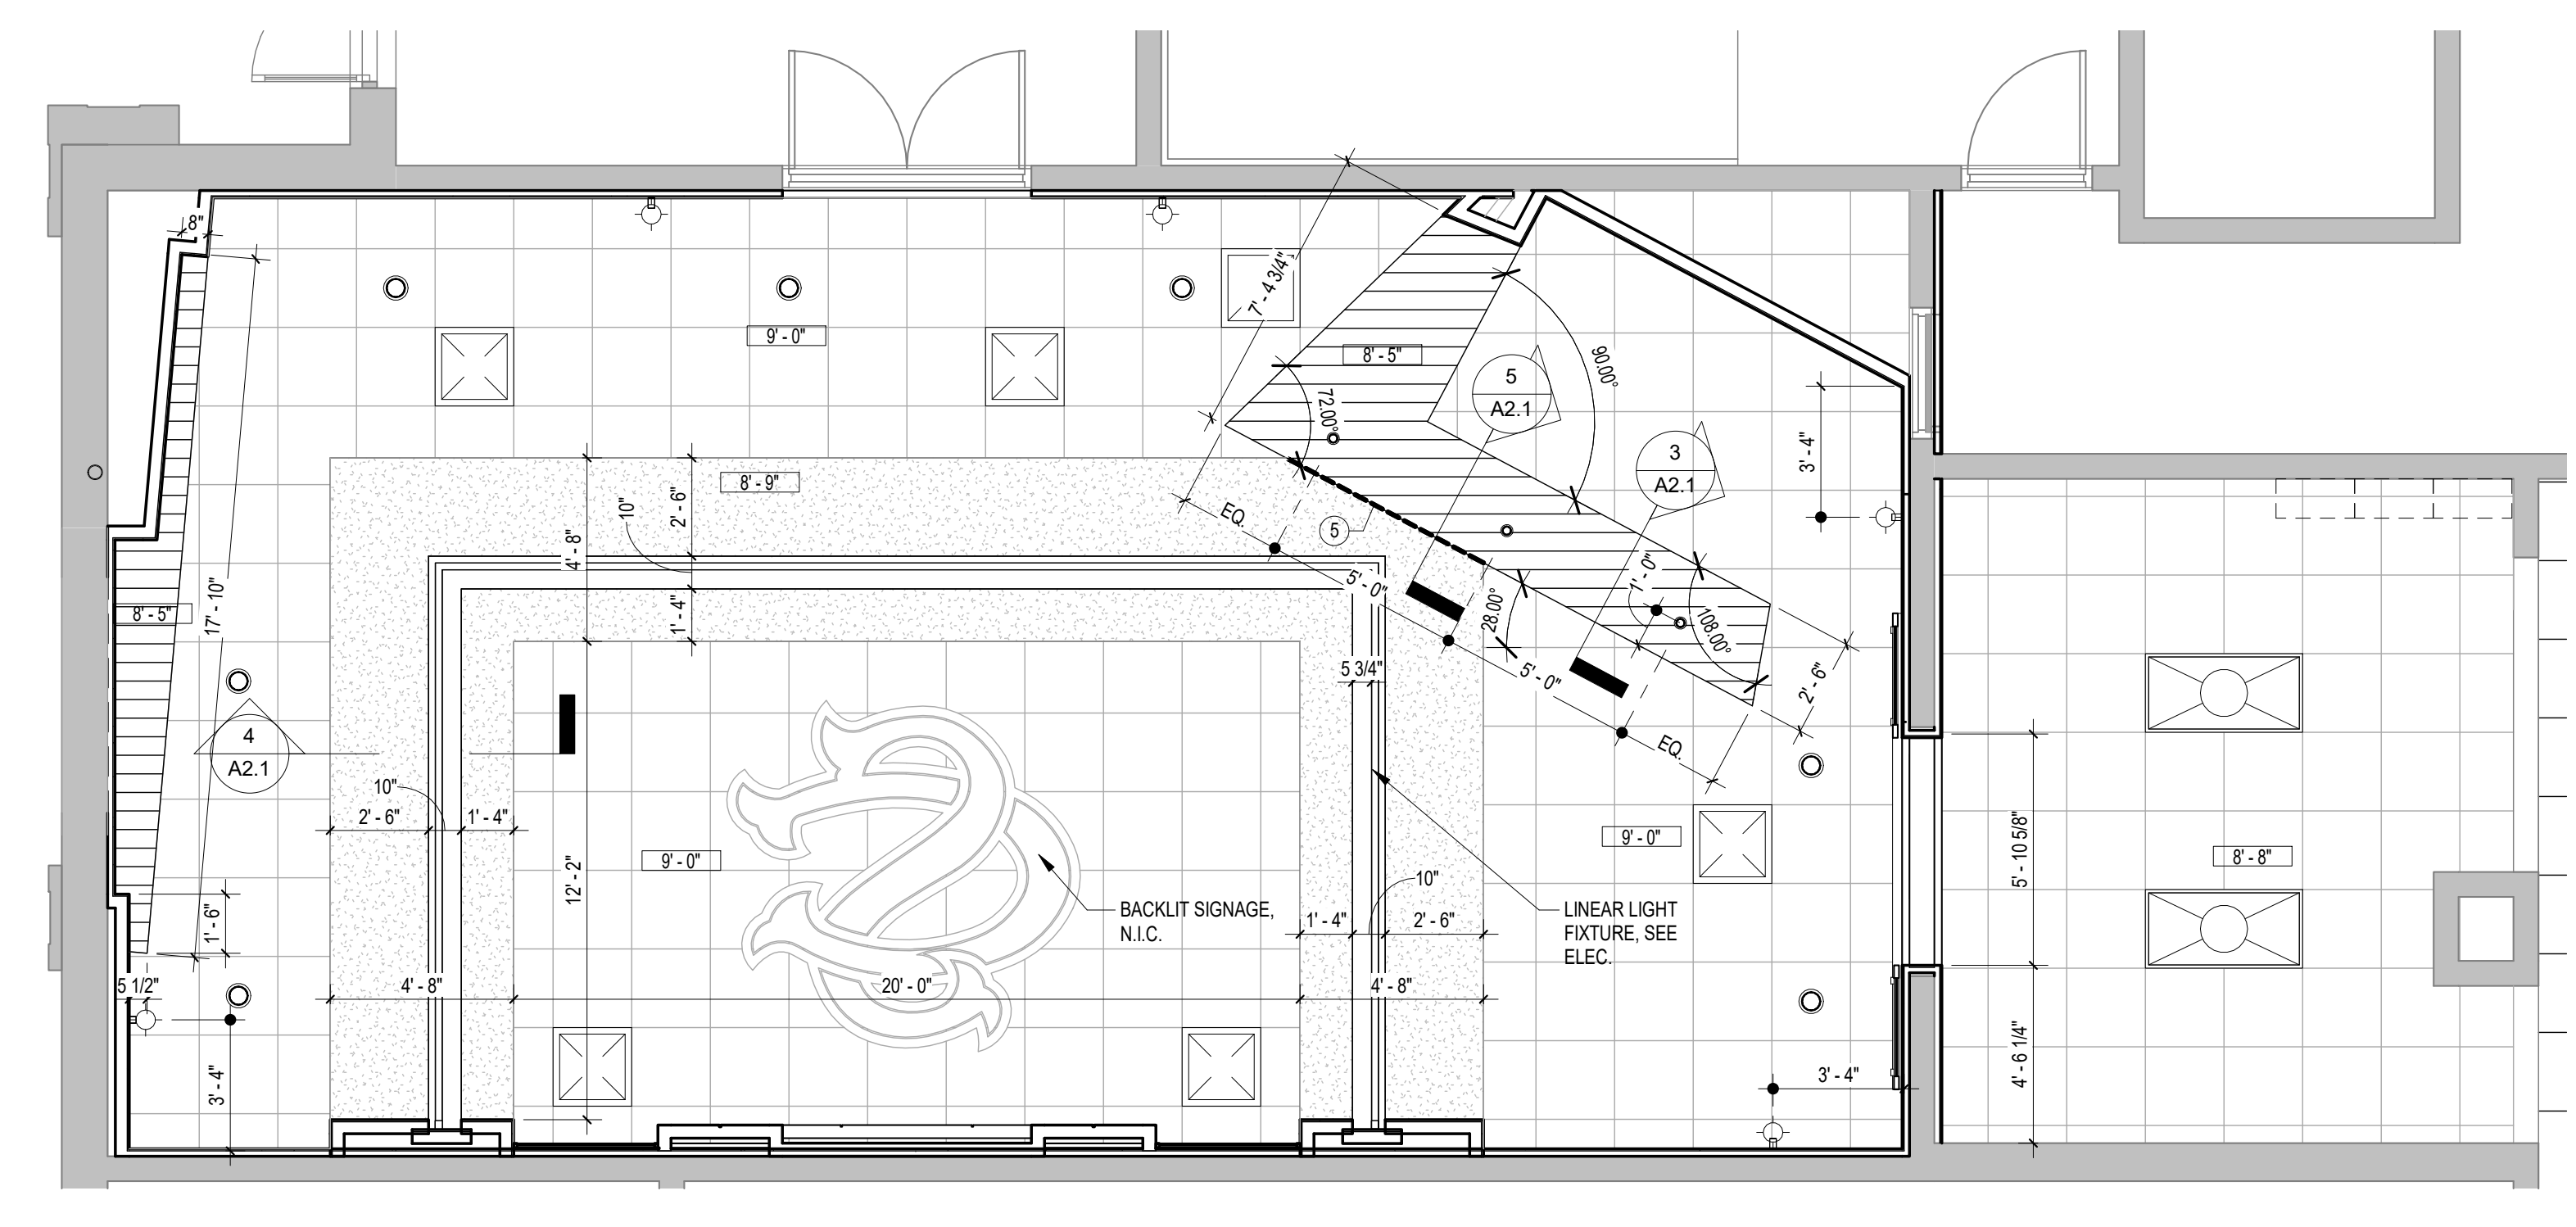 8"
7' - 4 3/4"
9' - 0"
8' - 5"
90.00°
5
A2.1
72.00°
3
A2.1
3' - 4"
8' - 9"
2' - 6"
10"
4' - 8"
EQ.
5
17' - 10"
8' - 5"
1' - 4"
5' - 0"
28.00°
1' - 0"
108.00°
5 3/4"
5' - 0"
2' - 6"
EQ.
4
A2.1
10"
2' - 6"
1' - 4"
12' - 2"
9' - 0"
9' - 0"
5' - 10 5/8"
8' - 8"
10"
BACKLIT SIGNAGE,
N.I.C.
1' - 4"
2' - 6"
LINEAR LIGHT
FIXTURE, SEE
ELEC.
1' - 6"
5 1/2"
4' - 8"
20' - 0"
4' - 8"
3' - 4"
3' - 4"
4' - 6 1/4"